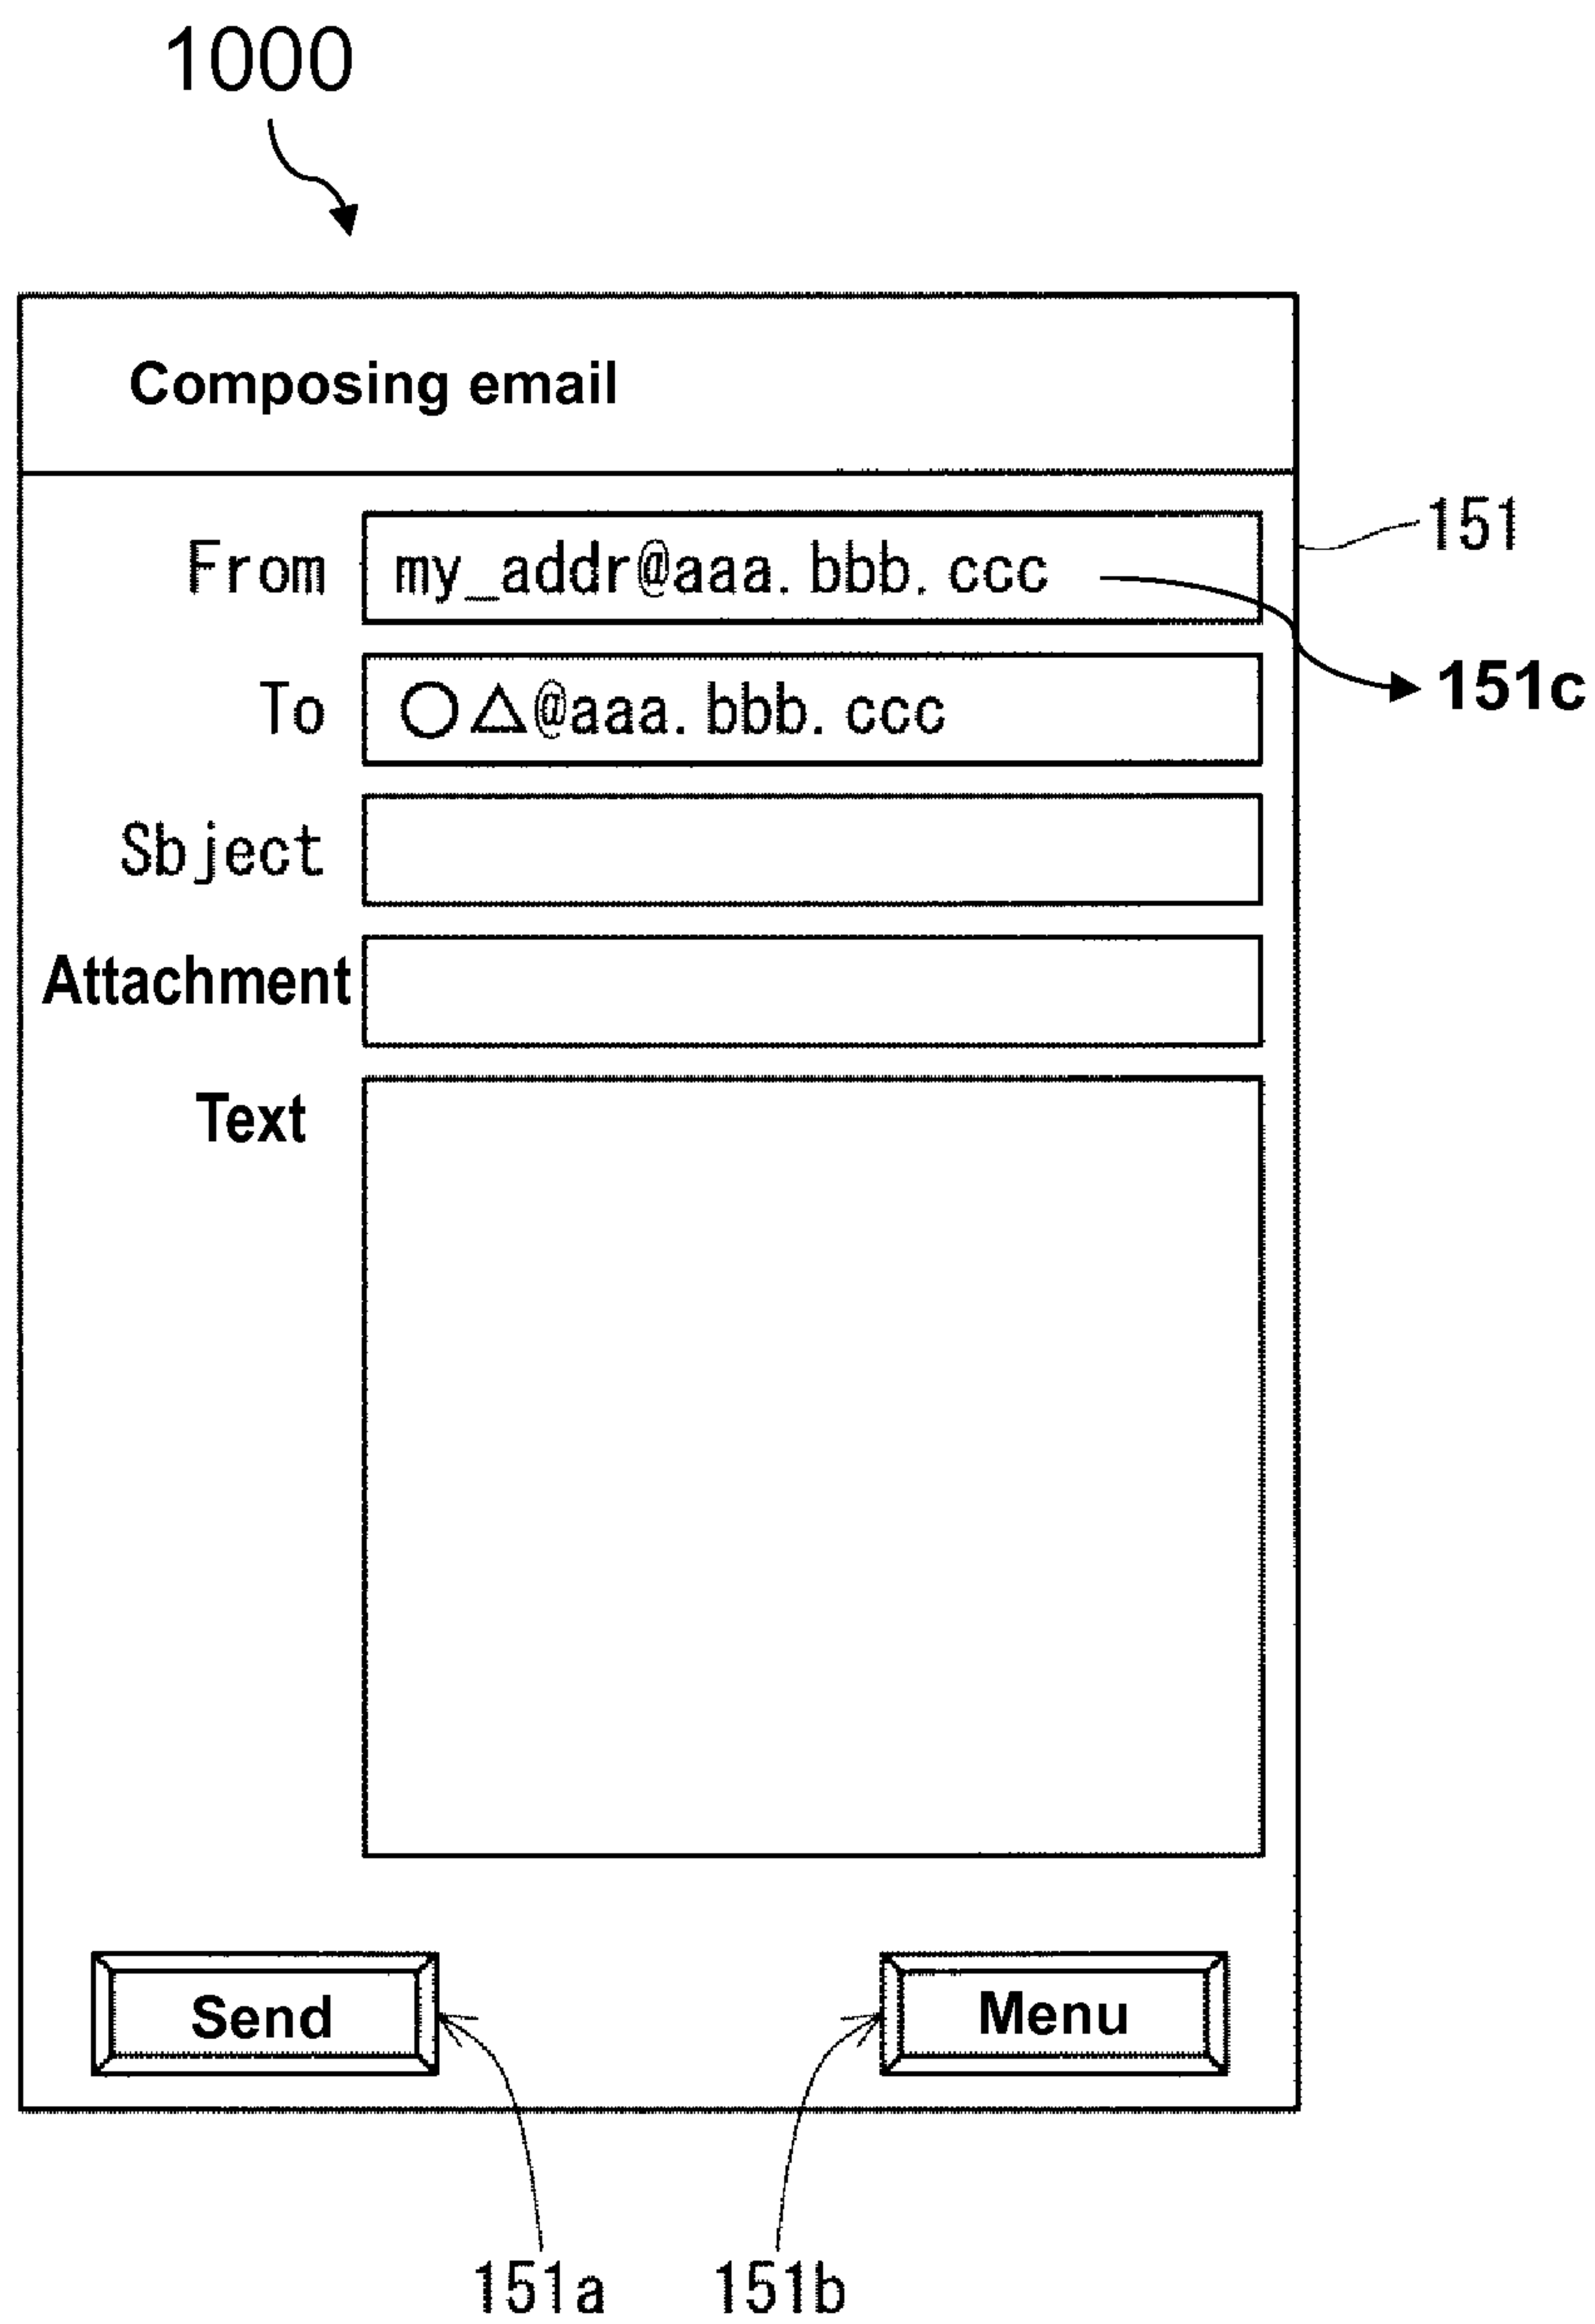 1000
Composing email
From my_addr@aaa.bbb.ccc
151
To ○△@aaa.bbb.ccc
151c
Sbject
Attachment
Text
Send Menu
151a 151b